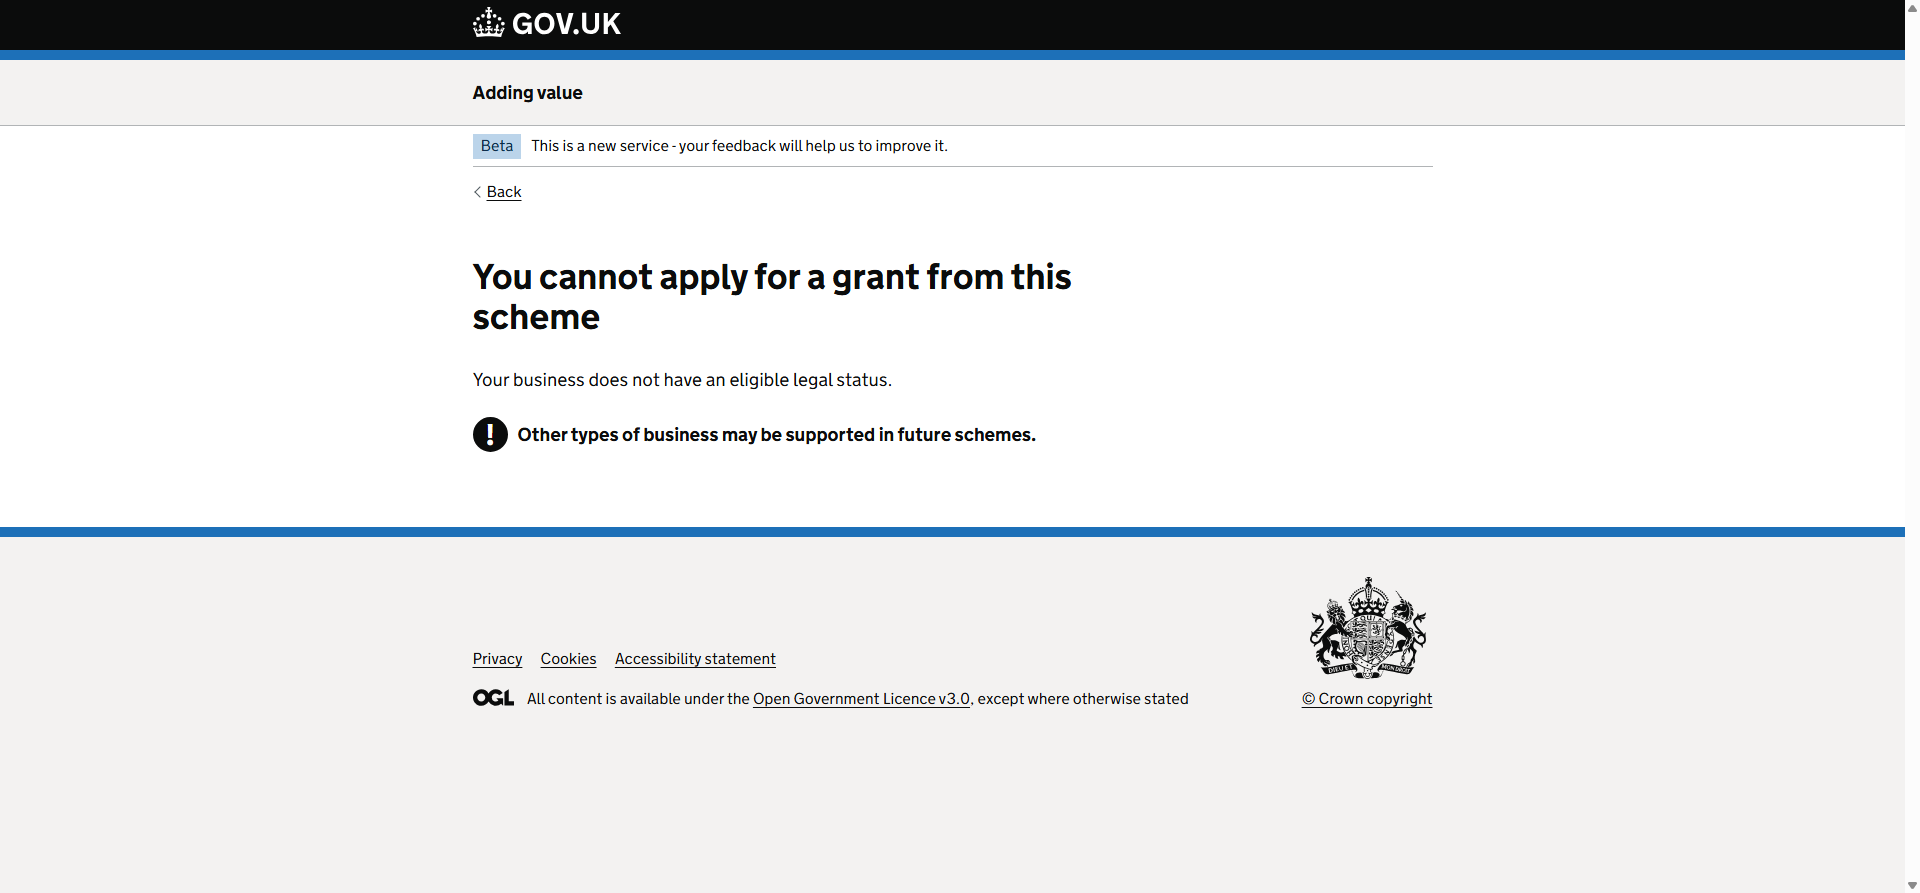 GOV.UK
Adding value
Beta This is a new service - your feedback will help us to improve it.
Back
You cannot apply for a grant from this
scheme
Your business does not have an eligible legal status.
! Other types of business may be supported in future schemes.
Privacy Cookies Accessibility statement
OGL All content is available under the Open Government Licence v3.0, except where otherwise stated
© Crown copyright